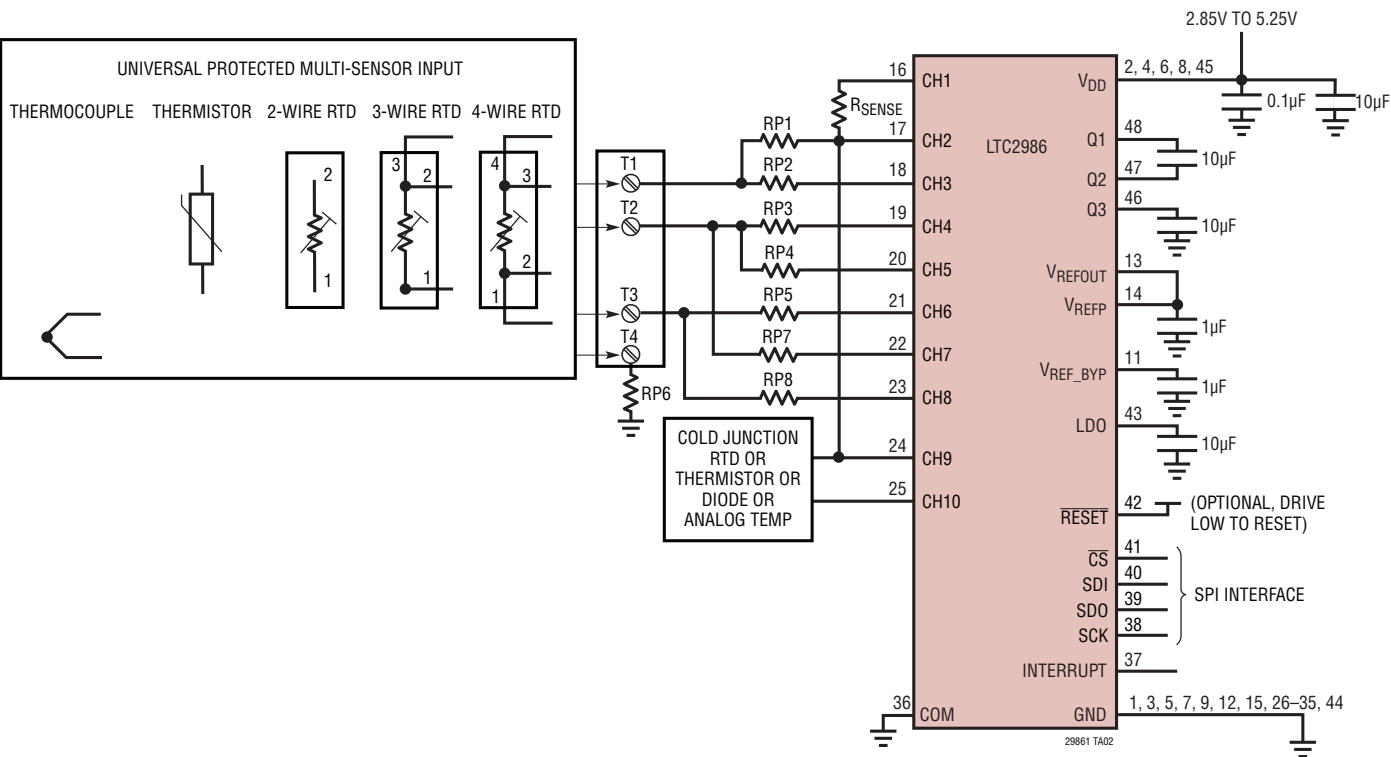 2.85V TO 5.25V
UNIVERSAL PROTECTED MULTI-SENSOR INPUT
THERMOCOUPLE THERMISTOR 2-WIRE RTD 3-WIRE RTD 4-WIRE RTD
2
1
3
2
1
4
3
2
1
T1
T2
T3
T4
RP6
RP1
RP2
RP3
RP4
RP5
RP7
RP8
RSENSE
COLD JUNCTION
RTD OR
THERMISTOR OR
DIODE OR
ANALOG TEMP
16 CH1
17 CH2
18 CH3
19 CH4
20 CH5
21 CH6
22 CH7
23 CH8
24 CH9
25 CH10
36 COM
LTC2986
VDD 2, 4, 6, 8, 45
0.1µF
10µF
Q1 48
10µF
Q2 47
Q3 46
10µF
VREFOUT 13
VREFP 14
1µF
VREF_BYP 11
1µF
LDO 43
10µF
RESET 42
(OPTIONAL, DRIVE
LOW TO RESET)
CS 41
SDI 40
SDO 39
SCK 38
SPI INTERFACE
INTERRUPT 37
GND 1, 3, 5, 7, 9, 12, 15, 26–35, 44
29861 TA02